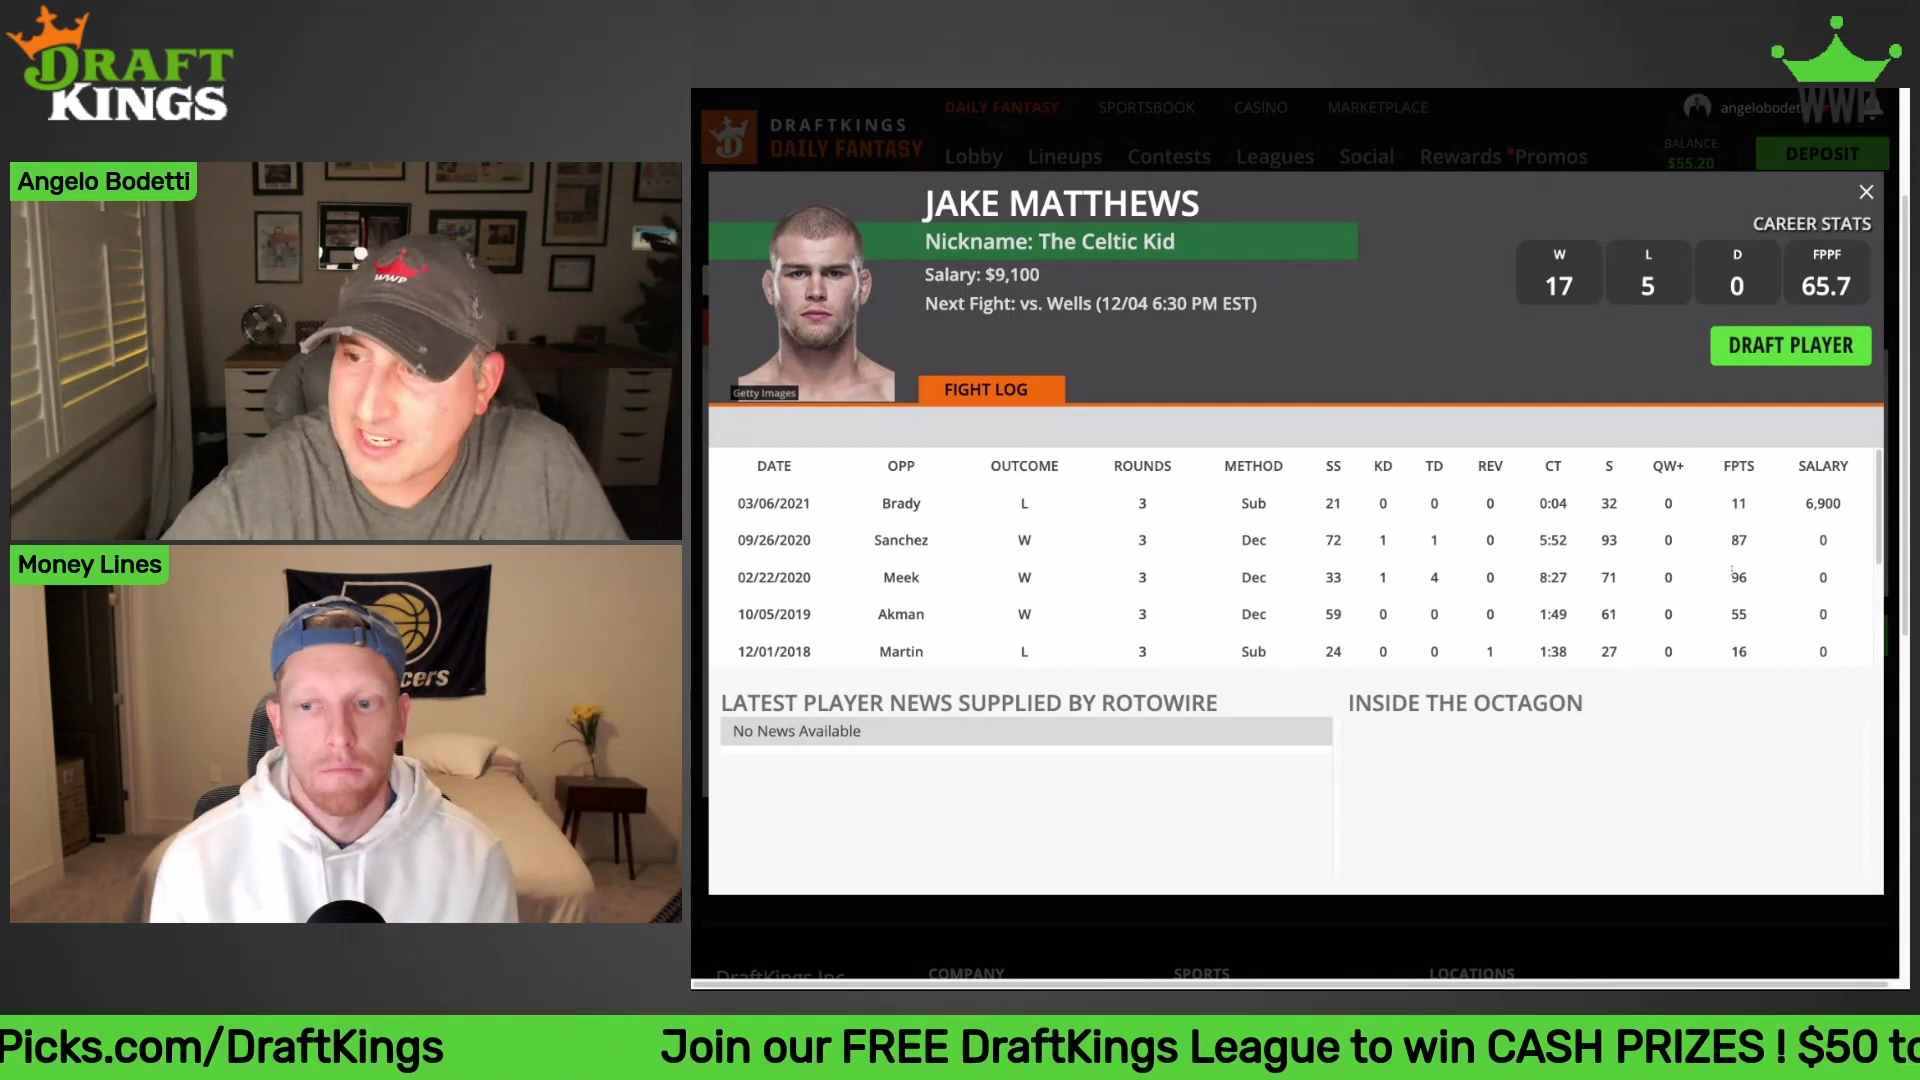 DRAFT
KINGS
WWP
Angelo Bodetti
WWP
Money Lines
cers
DRAFTKINGS
DAILY FANTASY
DAILY FANTASY SPORTSBOOK CASINO MARKETPLACE
Lobby Lineups Contests Leagues Social Rewards Promos
angelobodet
BALANCE
$55.20
DEPOSIT
JAKE MATTHEWS
Nickname: The Celtic Kid
Salary: $9,100
Next Fight: vs. Wells (12/04 6:30 PM EST)
Getty Images
CAREER STATS
W L D FPPF
17 5 0 65.7
DRAFT PLAYER
FIGHT LOG
DATE OPP OUTCOME ROUNDS METHOD SS KD TD REV CT S QW+ FPTS SALARY
03/06/2021 Brady L 3 Sub 21 0 0 0 0:04 32 0 11 6,900
09/26/2020 Sanchez W 3 Dec 72 1 1 0 5:52 93 0 87 0
02/22/2020 Meek W 3 Dec 33 1 4 0 8:27 71 0 96 0
10/05/2019 Akman W 3 Dec 59 0 0 0 1:49 61 0 55 0
12/01/2018 Martin L 3 Sub 24 0 0 1 1:38 27 0 16 0
LATEST PLAYER NEWS SUPPLIED BY ROTOWIRE
No News Available
INSIDE THE OCTAGON
DraftKings Inc
COMPANY SPORTS LOCATIONS
Picks.com/DraftKings Join our FREE DraftKings League to win CASH PRIZES ! $50 to